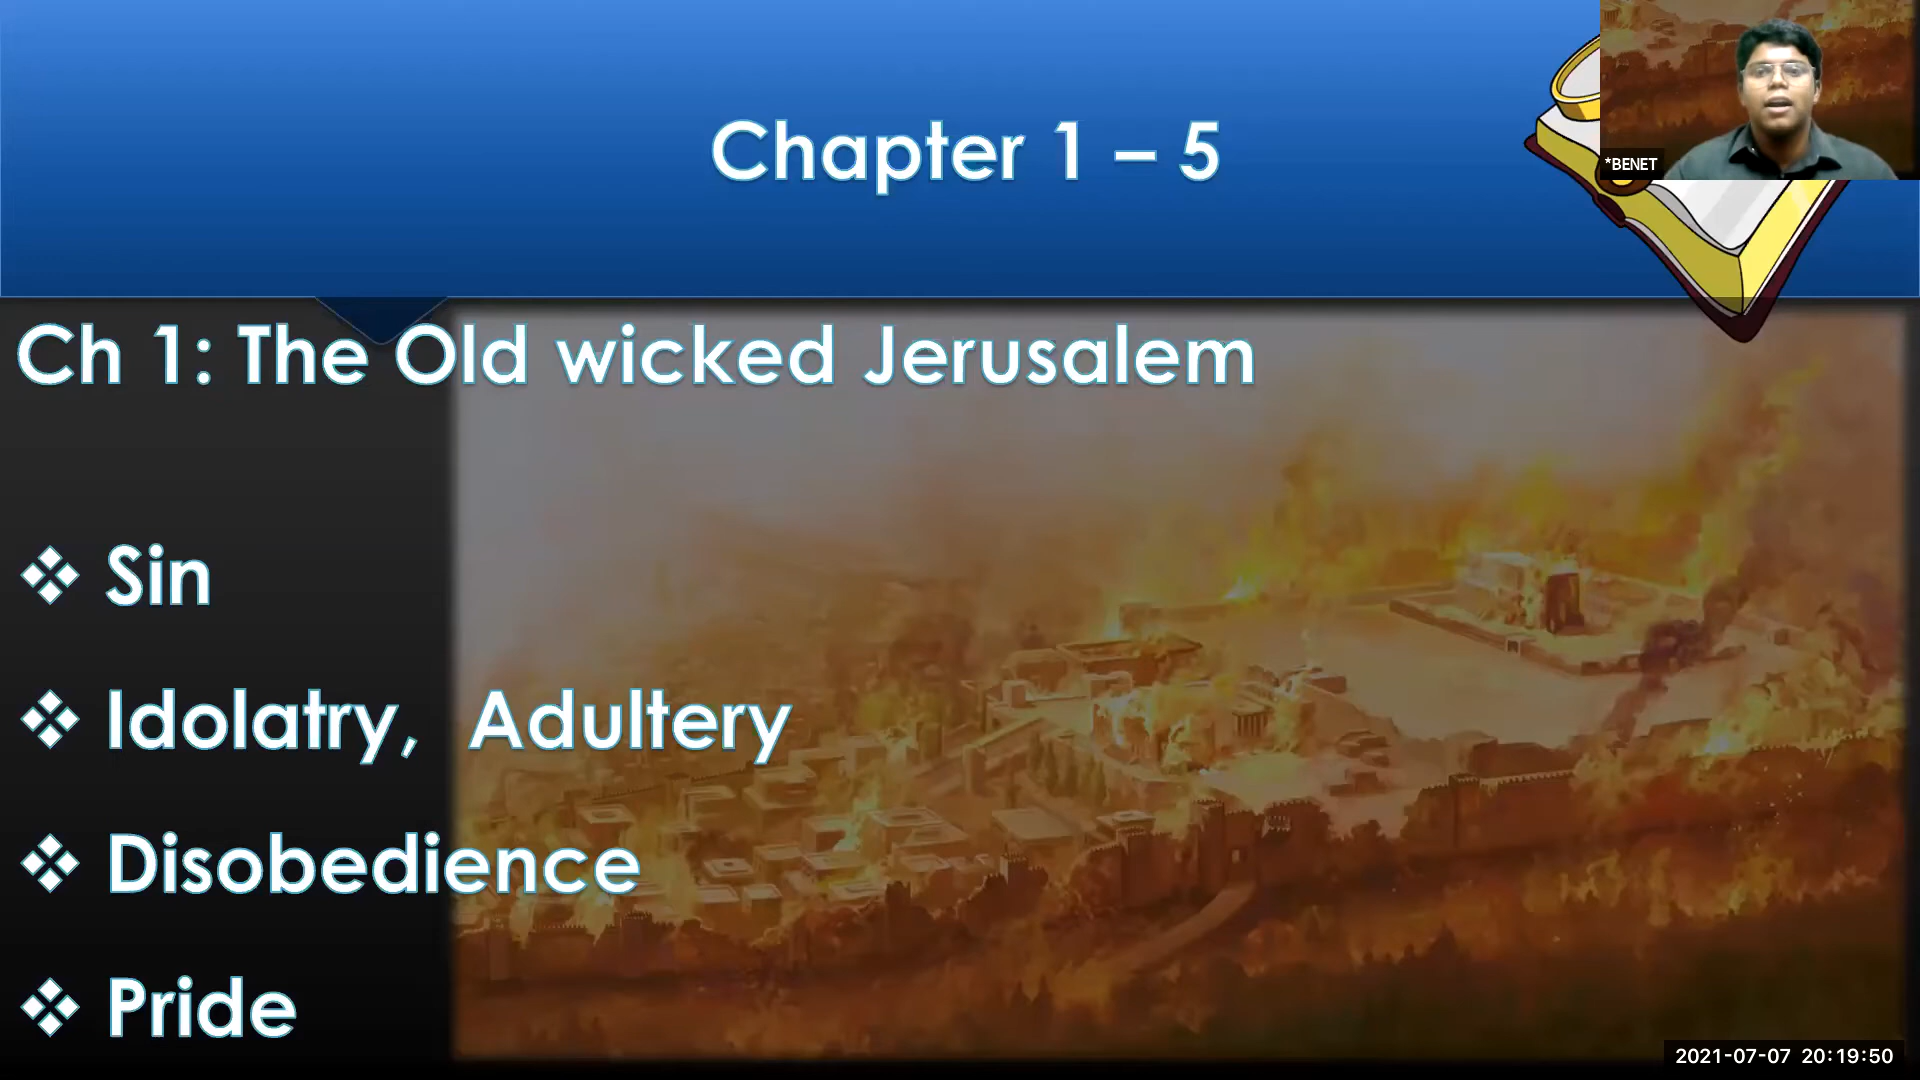 Chapter 1 – 5
*BENET
Ch 1: The Old wicked Jerusalem
❖ Sin
❖ Idolatry, Adultery
❖ Disobedience
❖ Pride
2021-07-07 20:19:50